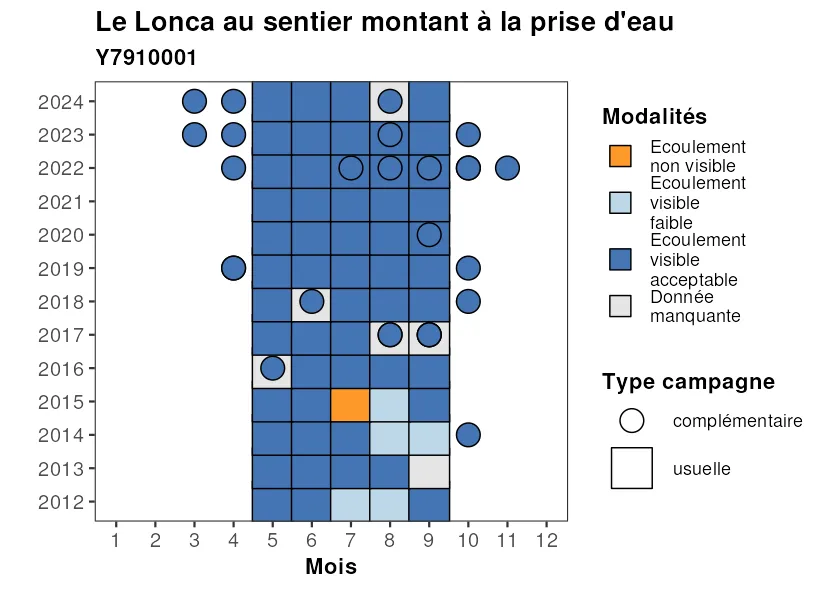 Le Lonca au sentier montant à la prise d'eau
Y7910001
2024
2023
2022
2021
2020
2019
2018
2017
2016
2015
2014
2013
2012
1 2 3 4 5 6 7 8 9 10 11 12
Mois
Modalités
Ecoulement
non visible
Ecoulement
visible
faible
Ecoulement
visible
acceptable
Donnée
manquante
Type campagne
complémentaire
usuelle